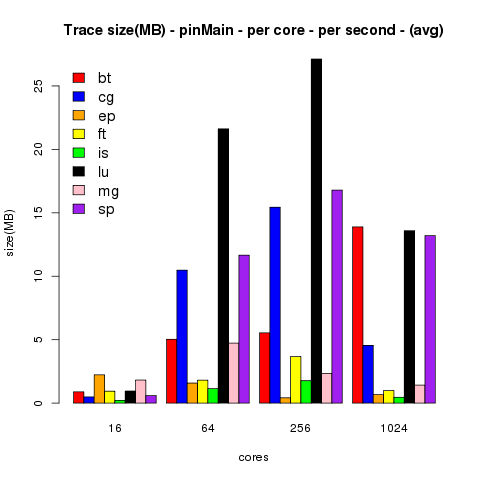 Trace size(MB) - pinMain - per core - per second - (avg)
bt
cg
ep
ft
is
lu
mg
sp
size(MB)
25
20
15
10
5
0
16 64 256 1024
cores